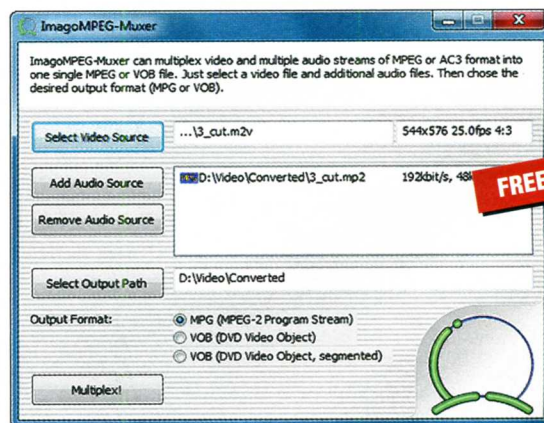 ImagoMPEG-Muxer
ImagoMPEG-Muxer can multiplex video and multiple audio streams of MPEG or AC3 format into
one single MPEG or VOB file. Just select a video file and additional audio files. Then chose the
desired output format (MPG or VOB).
Select Video Source ...\3_cut.m2v 544x576 25.0fps 4:3
Add Audio Source D:\Video\Converted\3_cut.mp2 192kbit/s,
FREE
Remove Audio Source
Select Output Path D:\Video\Converted
Output Format: MPG (MPEG-2 Program Stream)
VOB (DVD Video Object)
VOB (DVD Video Object, segmented)
Multiplex!